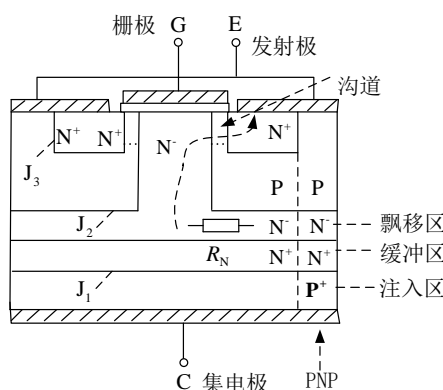 栅极 G E 发射极
沟道
N⁺ N⁺ N⁻ N⁺
J₃ P P
J₂ N⁻ N⁻ 飘移区
R_N N⁺ N⁺ 缓冲区
J₁ P⁺ 注入区
C 集电极 PNP